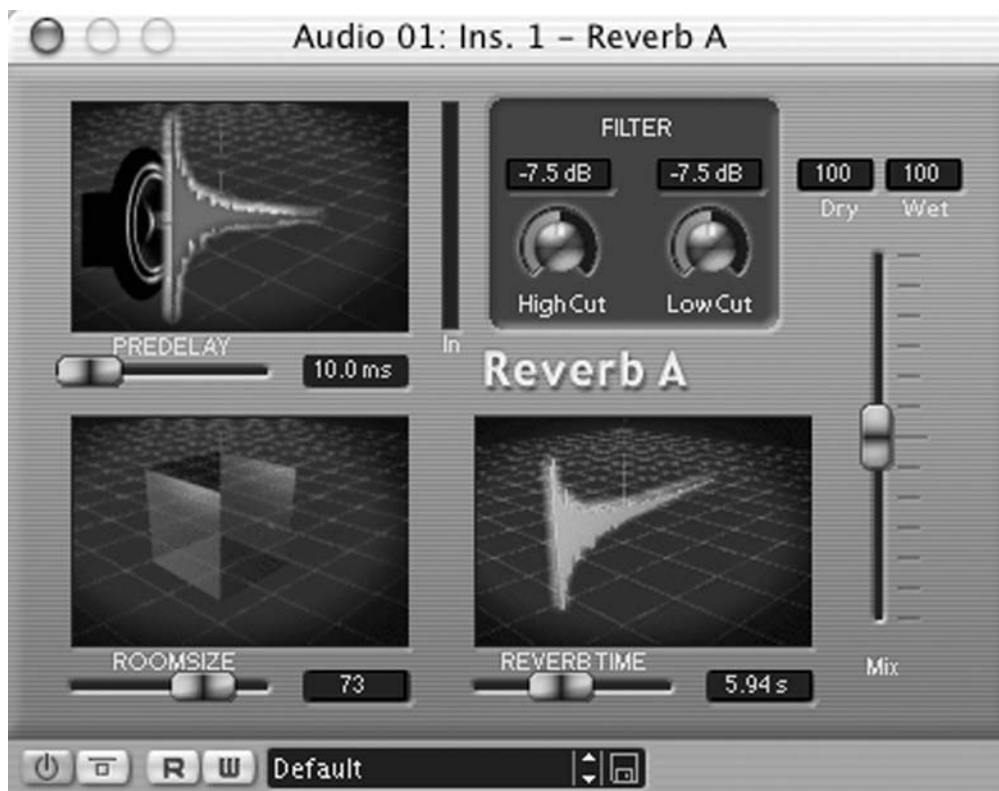 Audio 01: Ins. 1 – Reverb A
FILTER
-7.5 dB
-7.5 dB
100
100
Dry
Wet
High Cut
Low Cut
PREDELAY
In
10.0 ms
Reverb A
ROOMSIZE
73
REVERB TIME
5.94 s
Mix
R
W
Default